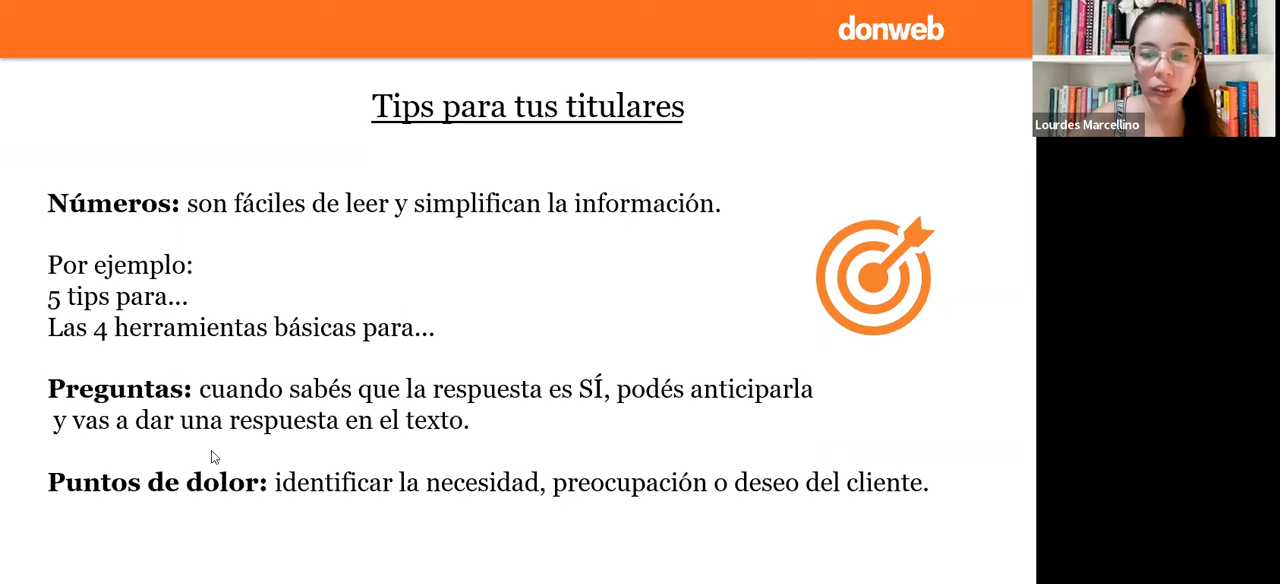 donweb
Lourdes Marcellino
Tips para tus titulares
Números: son fáciles de leer y simplifican la información.
Por ejemplo:
5 tips para...
Las 4 herramientas básicas para...
Preguntas: cuando sabés que la respuesta es SÍ, podés anticiparla
y vas a dar una respuesta en el texto.
Puntos de dolor: identificar la necesidad, preocupación o deseo del cliente.